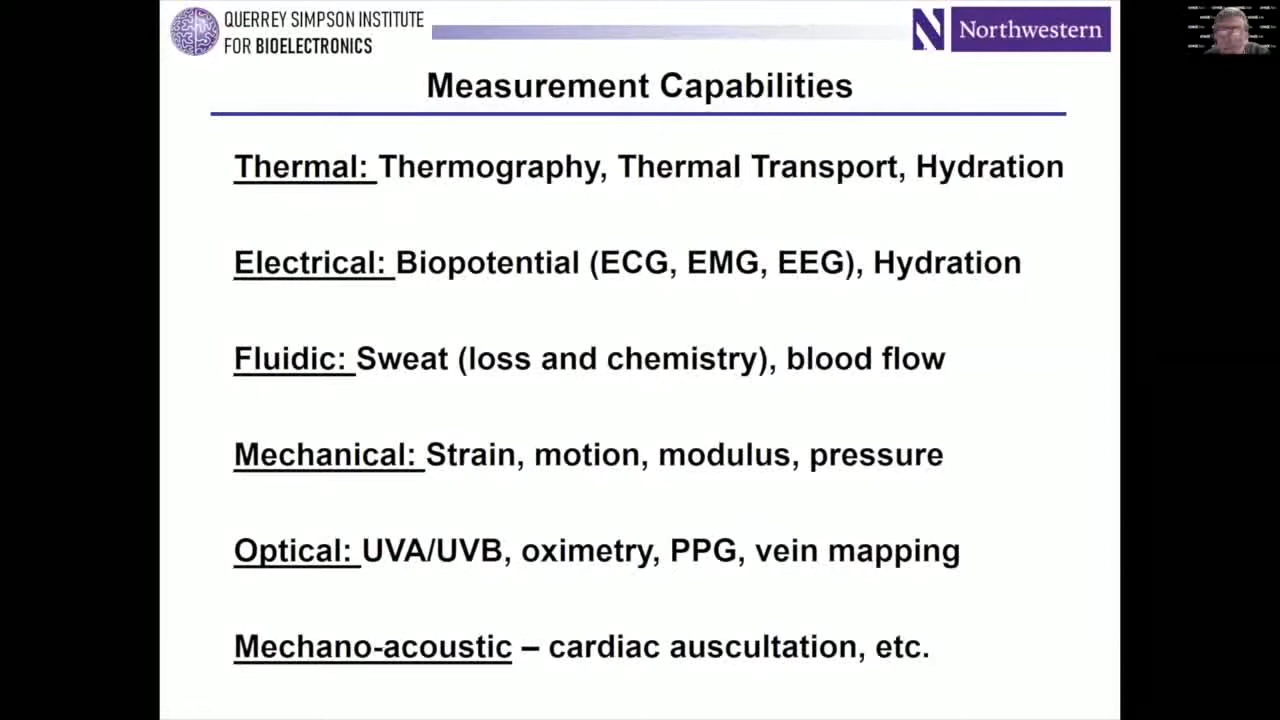 QUERREY SIMPSON INSTITUTE
FOR BIOELECTRONICS
N Northwestern
Measurement Capabilities
Thermal: Thermography, Thermal Transport, Hydration
Electrical: Biopotential (ECG, EMG, EEG), Hydration
Fluidic: Sweat (loss and chemistry), blood flow
Mechanical: Strain, motion, modulus, pressure
Optical: UVA/UVB, oximetry, PPG, vein mapping
Mechano-acoustic – cardiac auscultation, etc.